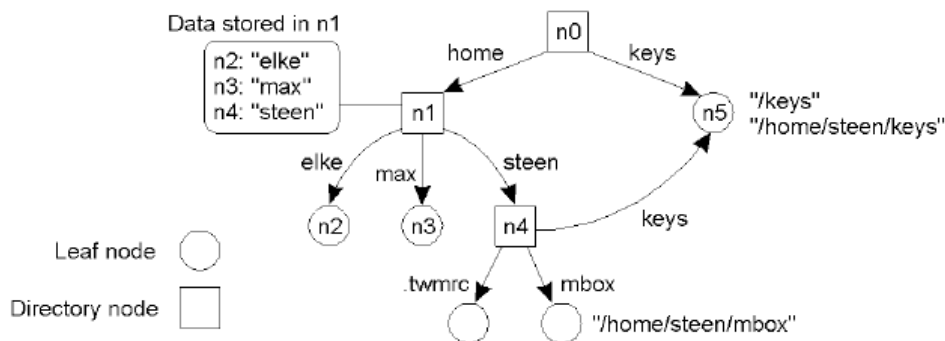 Data stored in n1
n2: "elke"
n3: "max"
n4: "steen"
n0
home
keys
n1
n5
"/keys"
"/home/steen/keys"
elke
max
steen
n2
n3
n4
keys
Leaf node
.twmrc
mbox
Directory node
"/home/steen/mbox"